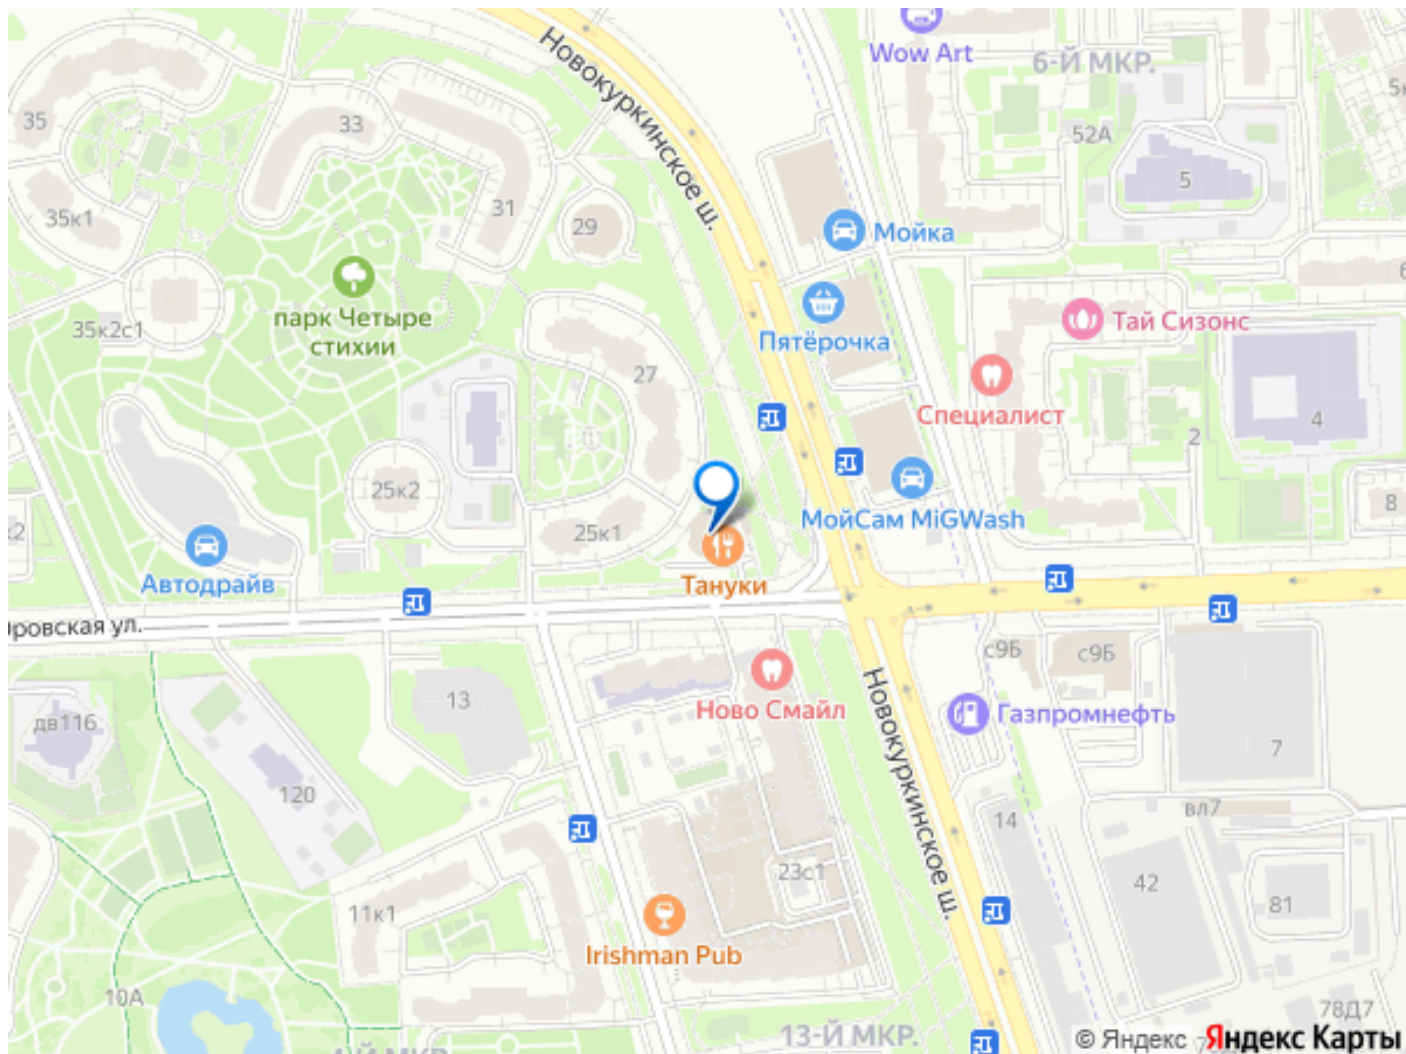 Wow Art
6-Й МКР.
Новокуркинское ш.
35
33
52А
5
35к1
31
29
Мойка
парк Четыре
стихии
35к2с1
Пятёрочка
Тай Сизонс
27
Специалист
4
2
25к2
8
МойСам MiGWash
25к1
Автодрайв
Тануки
ровская ул.
с9Б
с9Б
13
Ново Смайл
Новокуркинское ш.
Газпромнефть
дв116
7
120
вл7
14
23с1
42
81
11к1
Irishman Pub
10А
13-Й МКР.
78Д7
© Яндекс
Яндекс Карты